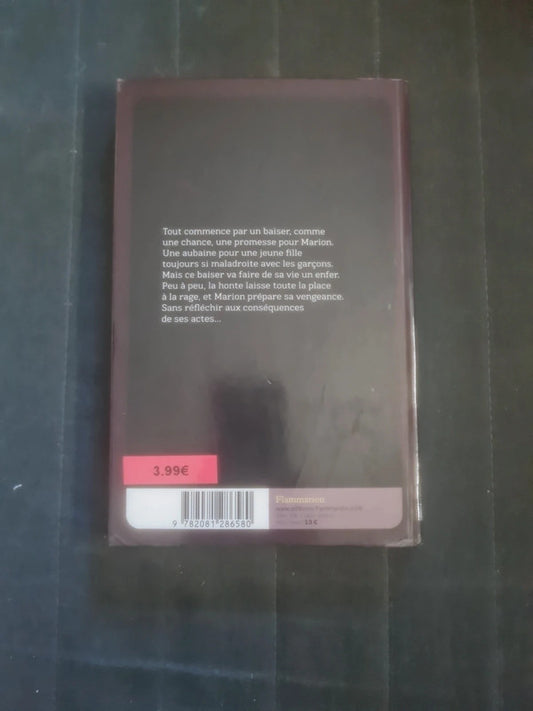 Tout commence par un baiser, comme
une chance, une promesse pour Marion.
Une aubaine pour une jeune fille
toujours si maladroite avec les garçons.
Mais ce baiser va faire de sa vie un enfer.
Peu à peu, la honte laisse toute la place
à la rage, et Marion prépare sa vengeance.
Sans réfléchir aux conséquences
de ses actes...
3.99€
Flammarion
13 €
9 782081 286580